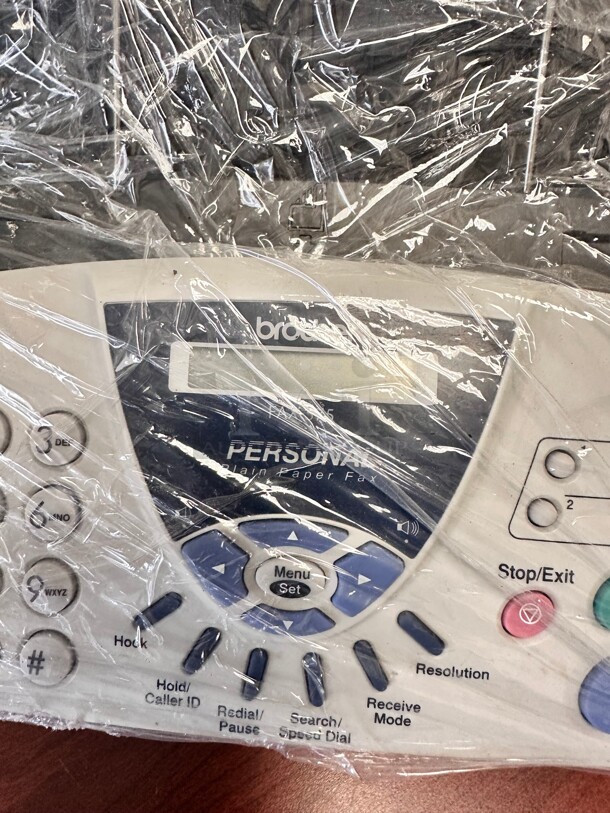 brother
PERSONAL
Plain Paper Fax
3 DEF
6 MNO
9 WXYZ
#
Menu
Set
2
Stop/Exit
Hook
Hold/
Caller ID
Redial/
Pause
Search/
Speed Dial
Receive
Mode
Resolution